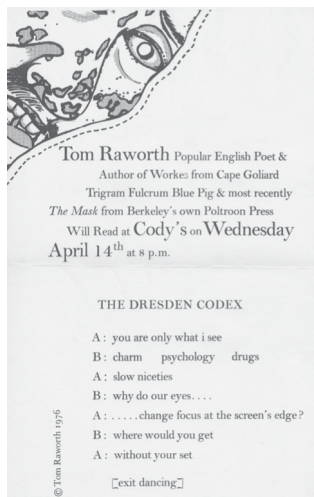 Tom Raworth Popular English Poet &
Author of Workes from Cape Goliard
Trigram Fulcrum Blue Pig & most recently
The Mask from Berkeley's own Poltroon Press
Will Read at Cody's on Wednesday
April 14th at 8 p.m.
THE DRESDEN CODEX
A : you are only what i see
B : charm psychology drugs
A : slow niceties
B : why do our eyes. . . .
A : . . . . . change focus at the screen's edge?
B : where would you get
A : without your set
[exit dancing]
© Tom Raworth 1976